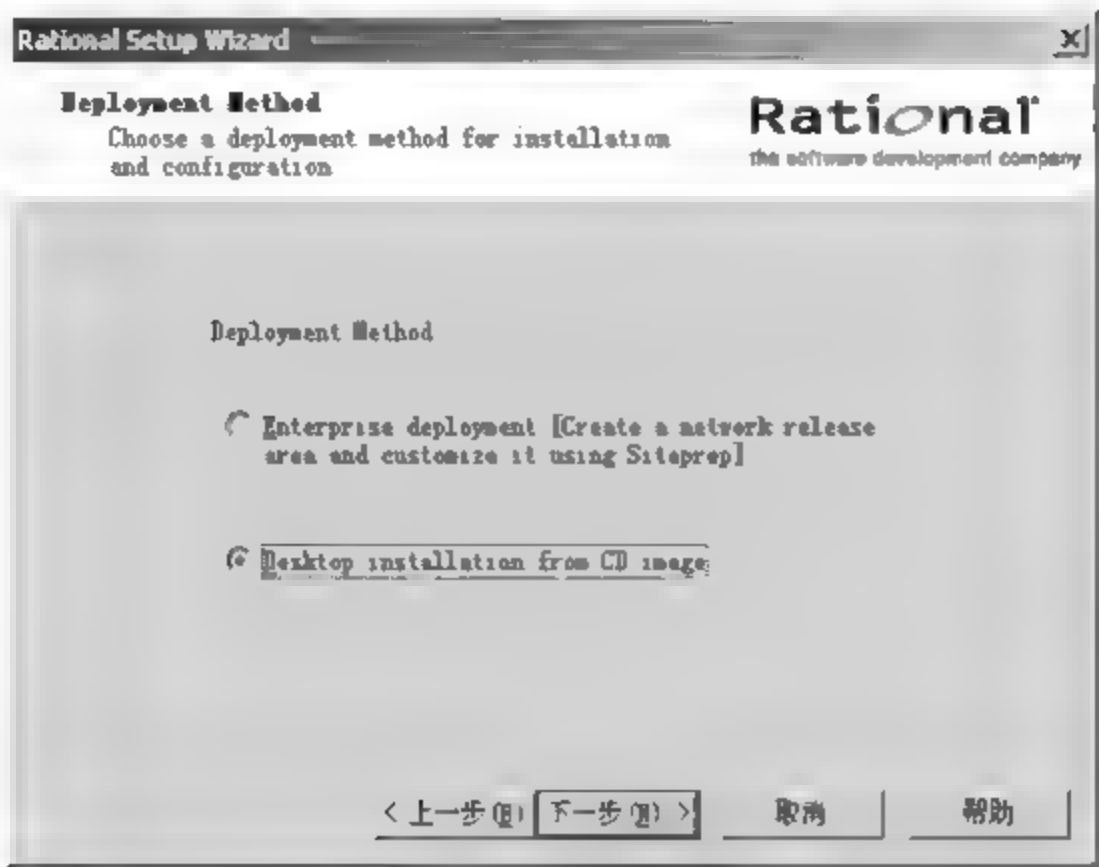 Rational Setup Wizard
Deployment Method
Choose a deployment method for installation
and configuration
Rational
the software development company
Deployment Method
Enterprise deployment [Create a network release
area and customize it using Siteprep]
Desktop installation from CD image
< 上一步(B) 下一步(N) > 取消 帮助